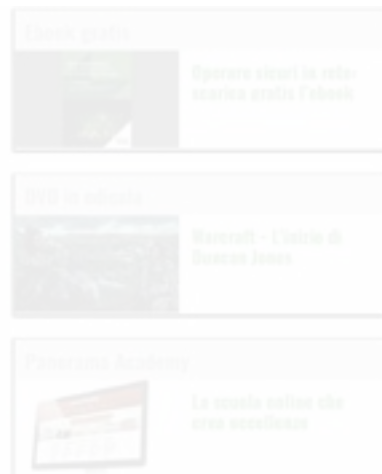 Ebook gratis
Operare sicuri in rete:
scarica gratis l'ebook
DVD in edicola
Warcraft - L'inizio di
Duncan Jones
Panorama Academy
La scuola online che
crea eccellenza